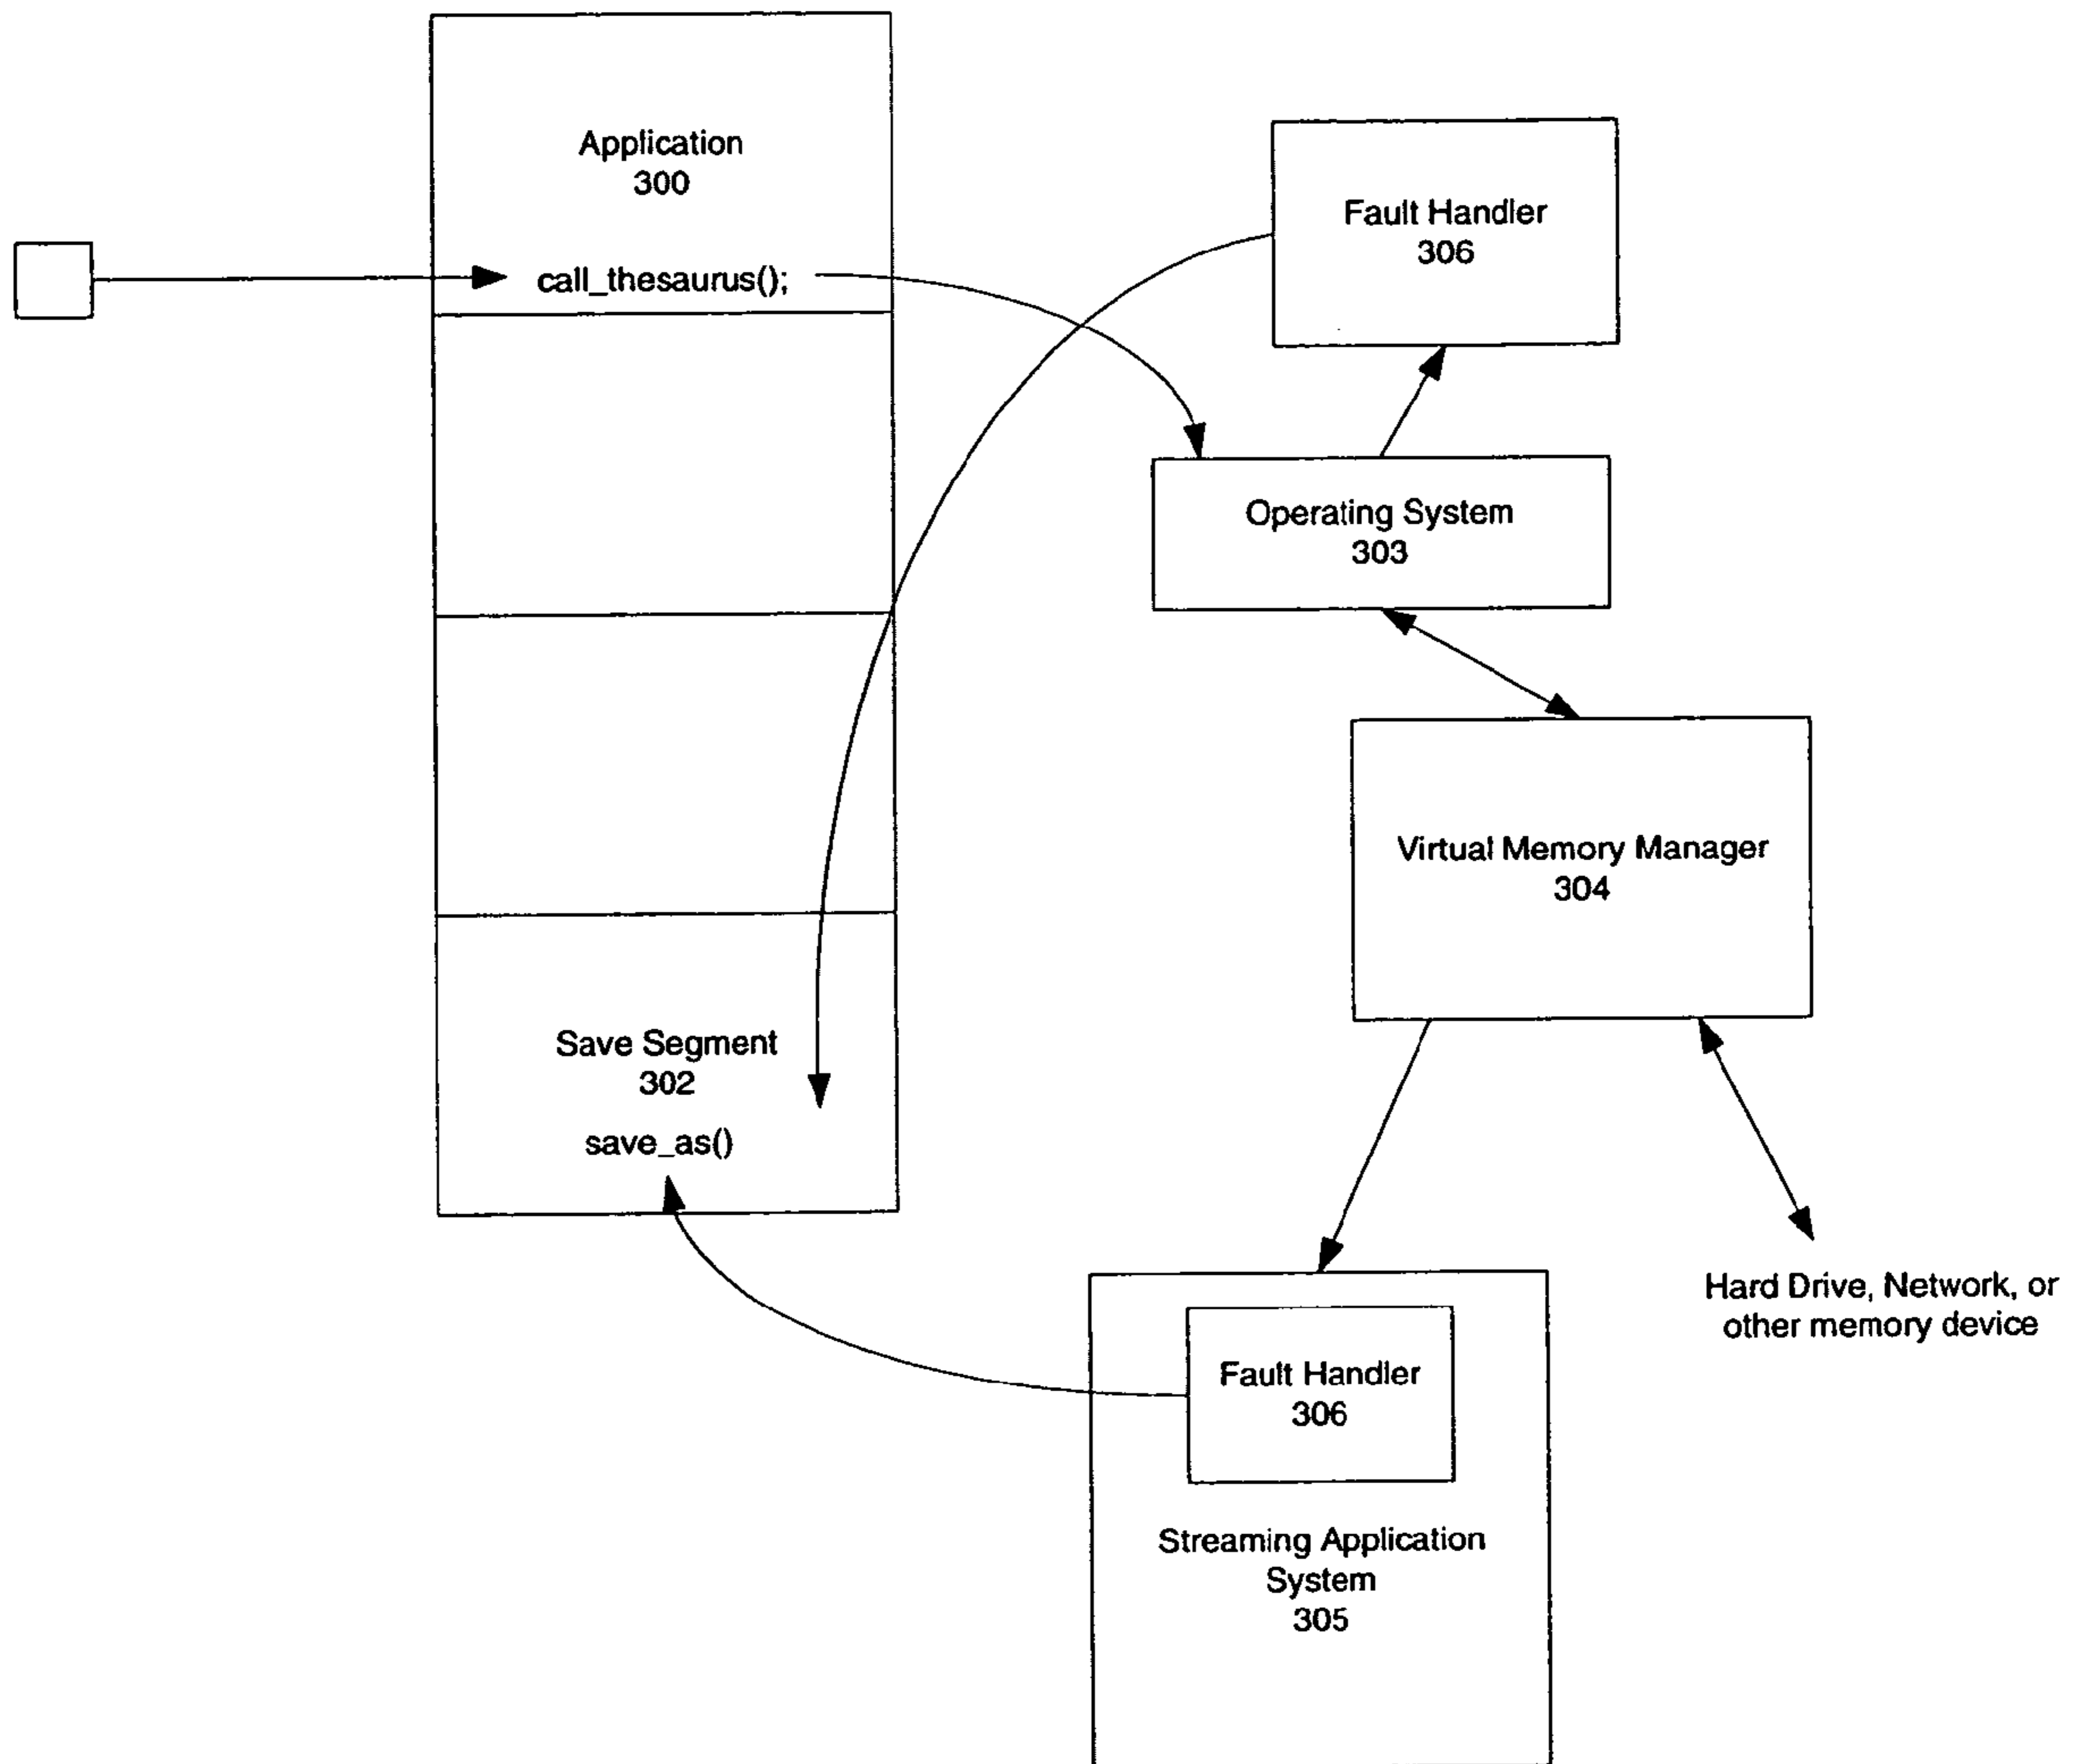 Application
300
call_thesaurus();
Fault Handler
306
Operating System
303
Virtual Memory Manager
304
Save Segment
302
save_as()
Hard Drive, Network, or
other memory device
Fault Handler
306
Streaming Application
System
305